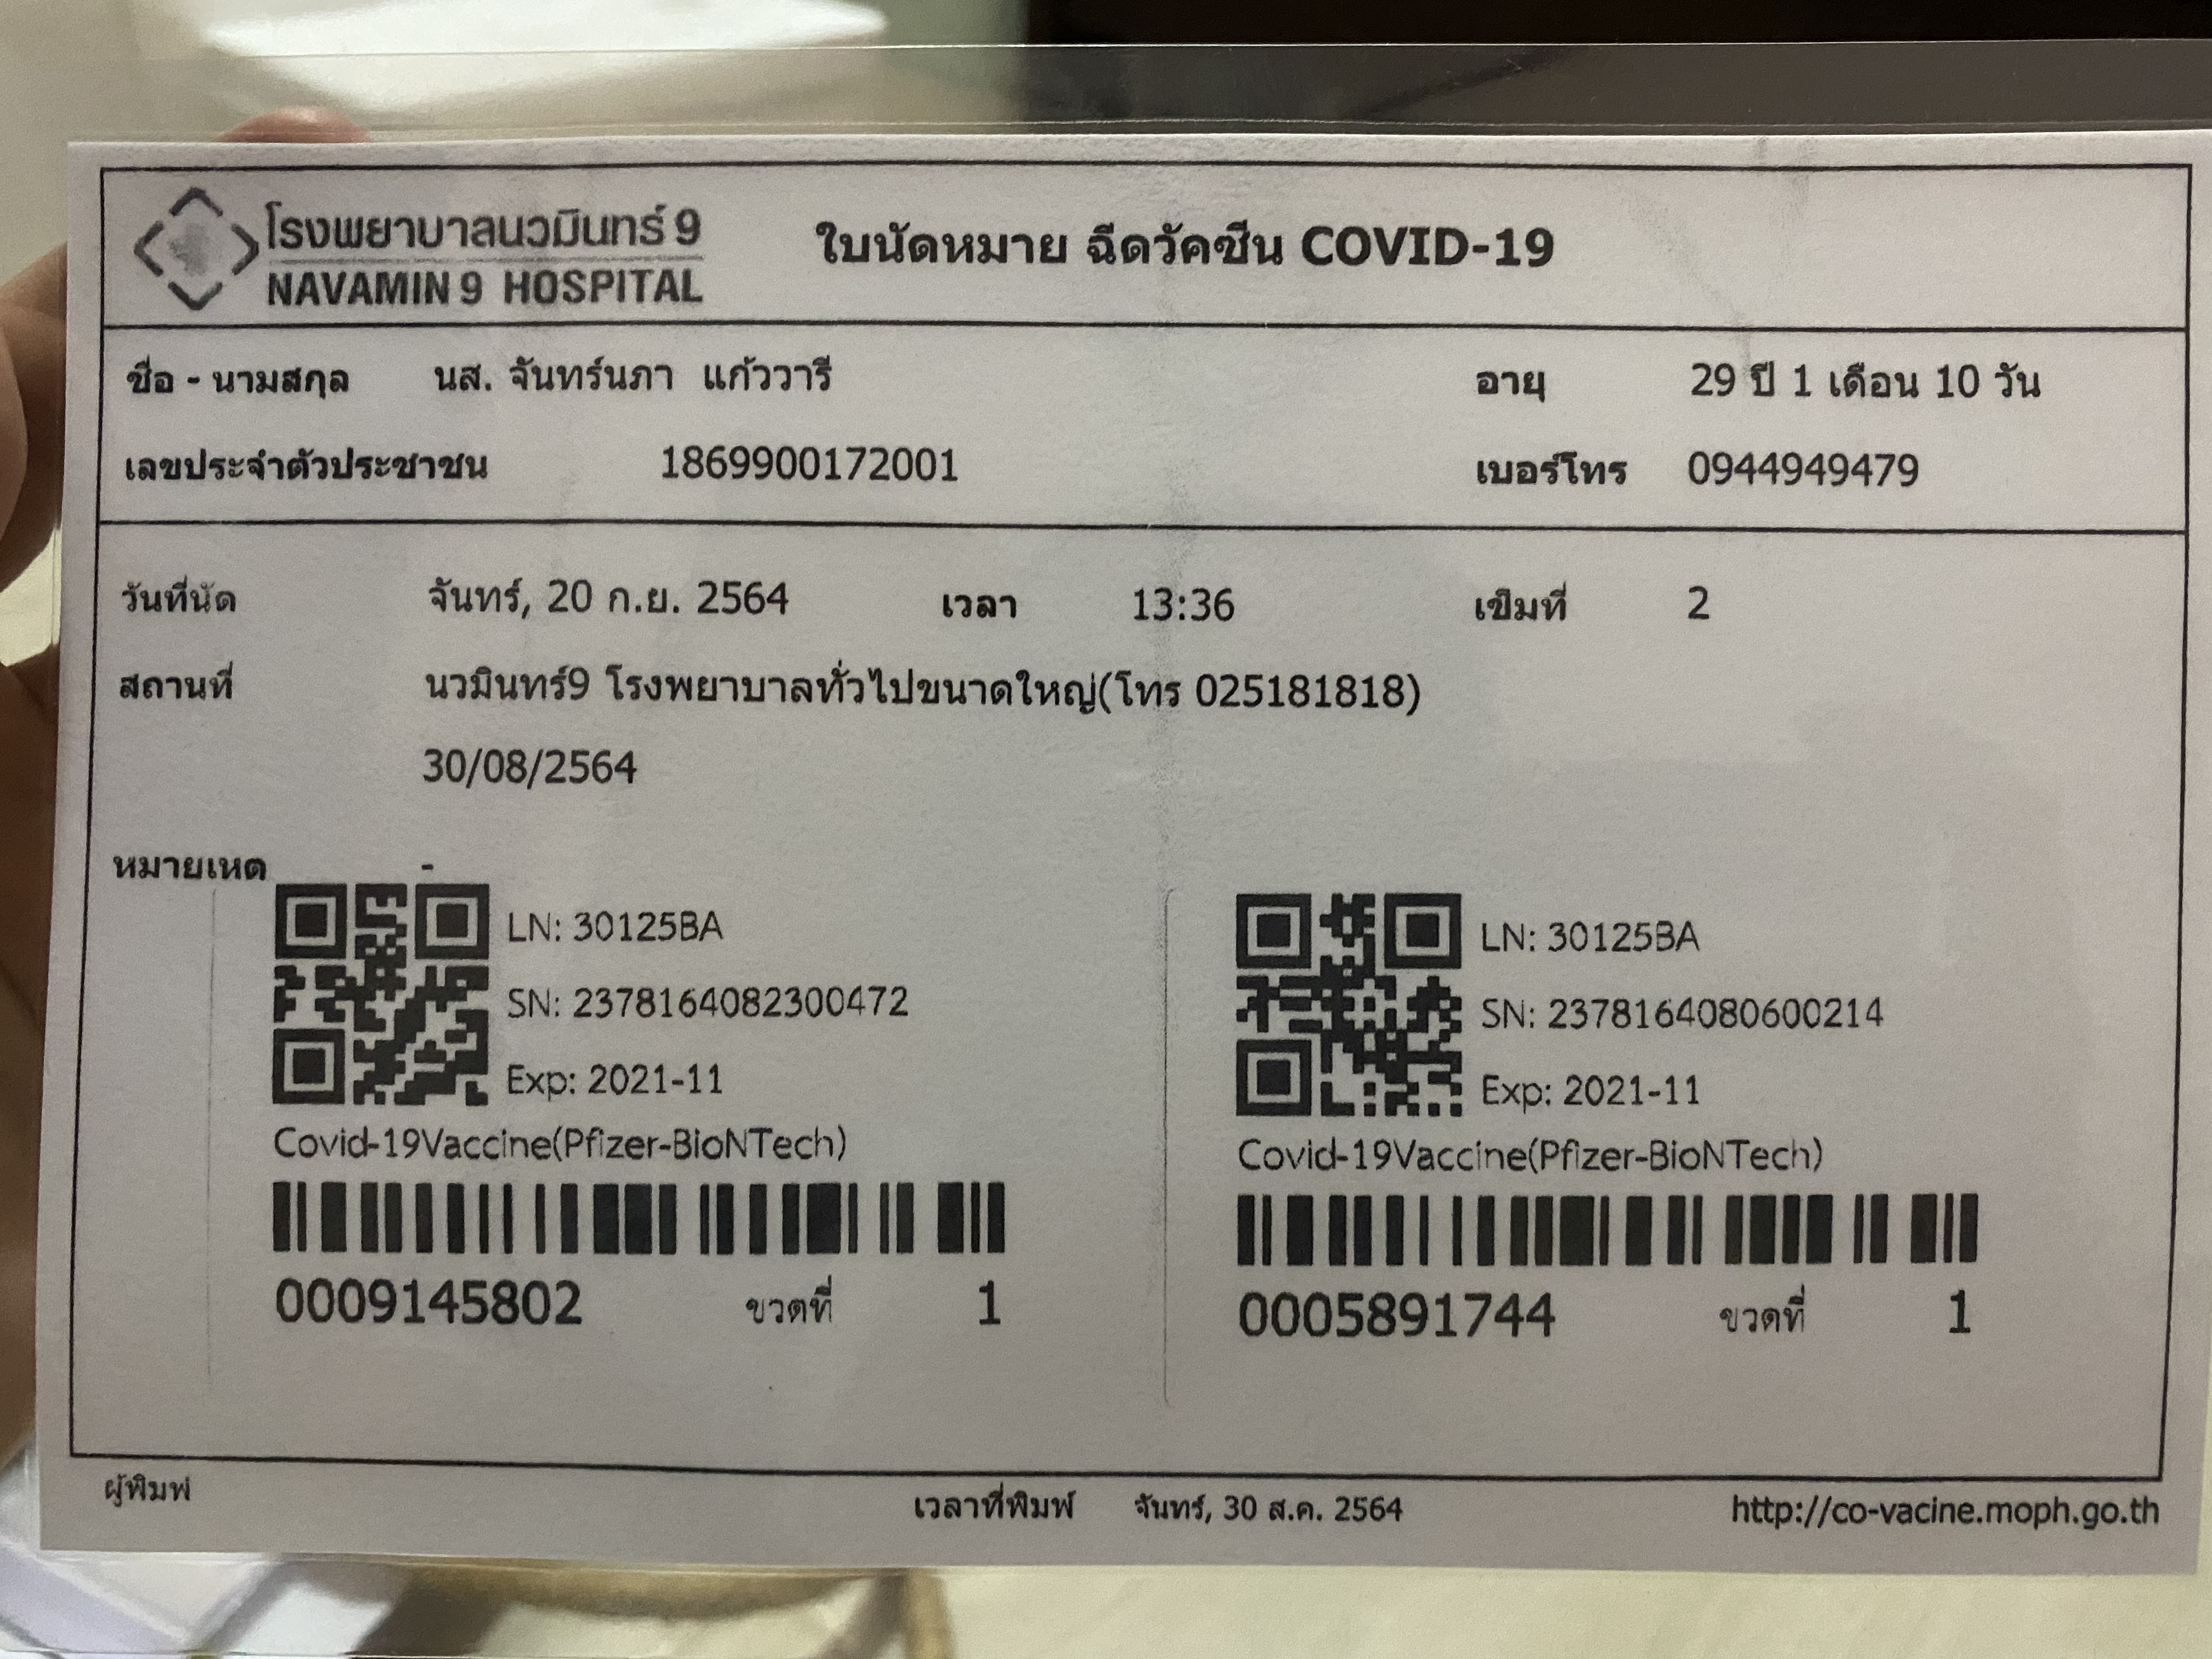 โรงพยาบาลนวมินทร์ 9
NAVAMIN 9 HOSPITAL
ใบนัดหมาย ฉีดวัคซีน COVID-19
ชื่อ - นามสกุล นส. จันทร์นภา แก้ววารี อายุ 29 ปี 1 เดือน 10 วัน
เลขประจำตัวประชาชน 1869900172001 เบอร์โทร 0944949479
วันที่นัด จันทร์, 20 ก.ย. 2564 เวลา 13:36 เข็มที่ 2
สถานที่ นวมินทร์9 โรงพยาบาลทั่วไปขนาดใหญ่(โทร 025181818)
30/08/2564
หมายเหตุ -
LN: 30125BA
SN: 2378164082300472
Exp: 2021-11
Covid-19Vaccine(Pfizer-BioNTech)
0009145802 ขวดที่ 1
LN: 30125BA
SN: 2378164080600214
Exp: 2021-11
Covid-19Vaccine(Pfizer-BioNTech)
0005891744 ขวดที่ 1
ผู้พิมพ์ เวลาที่พิมพ์ จันทร์, 30 ส.ค. 2564 http://co-vacine.moph.go.th